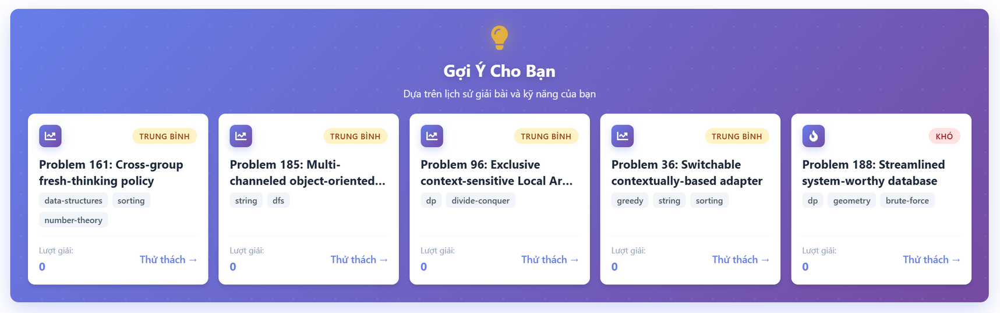 Gợi Ý Cho Bạn
Dựa trên lịch sử giải bài và kỹ năng của bạn
TRUNG BÌNH
Problem 161: Cross-group
fresh-thinking policy
data-structures sorting
number-theory
Lượt giải:
0
Thử thách →
TRUNG BÌNH
Problem 185: Multi-
channeled object-oriented...
string dfs
Lượt giải:
0
Thử thách →
TRUNG BÌNH
Problem 96: Exclusive
context-sensitive Local Ar...
dp divide-conquer
Lượt giải:
0
Thử thách →
TRUNG BÌNH
Problem 36: Switchable
contextually-based adapter
greedy string sorting
Lượt giải:
0
Thử thách →
KHÓ
Problem 188: Streamlined
system-worthy database
dp geometry brute-force
Lượt giải:
0
Thử thách →